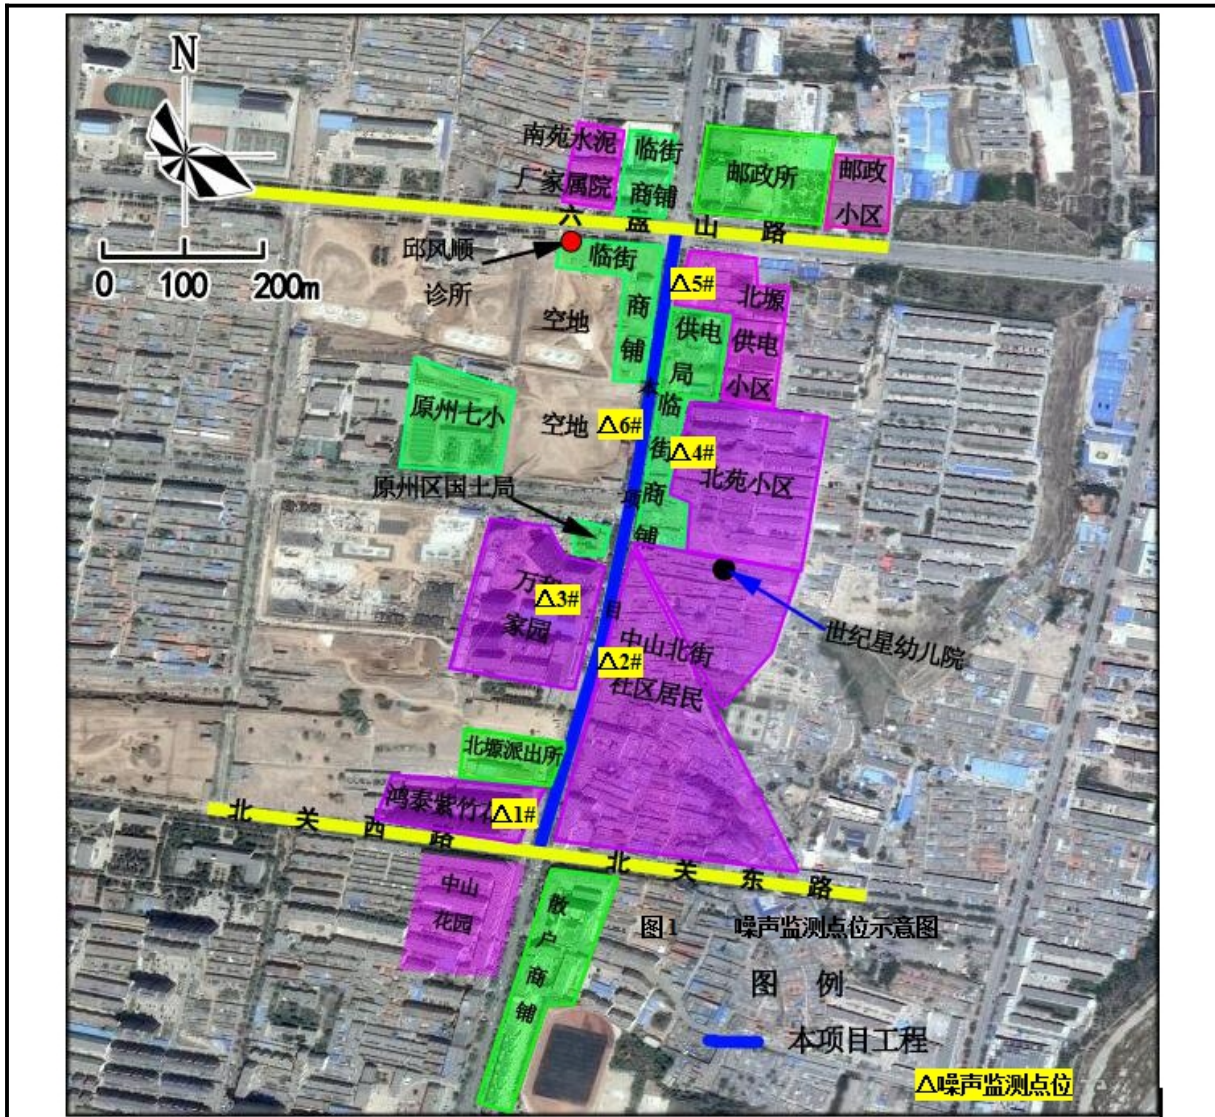 N
0 100 200m
南苑水泥
厂家属院
临街
商铺
邮政所
邮政
小区
六盘山路
邱风顺
诊所
临街
商
铺
空地
△5#
北塬
供电
小区
供电
局
原州七小
空地
△6#
本项目
临
街
商
铺
△4#
北苑小区
原州区国土局
△3#
家园
世纪星幼儿院
中山北街
社区居民
△2#
北塬派出所
鸿泰紫竹
△1#
北关西路
北关东路
中山
花园
散
户
商
铺
图1 噪声监测点位示意图
图 例
本项目工程
△噪声监测点位